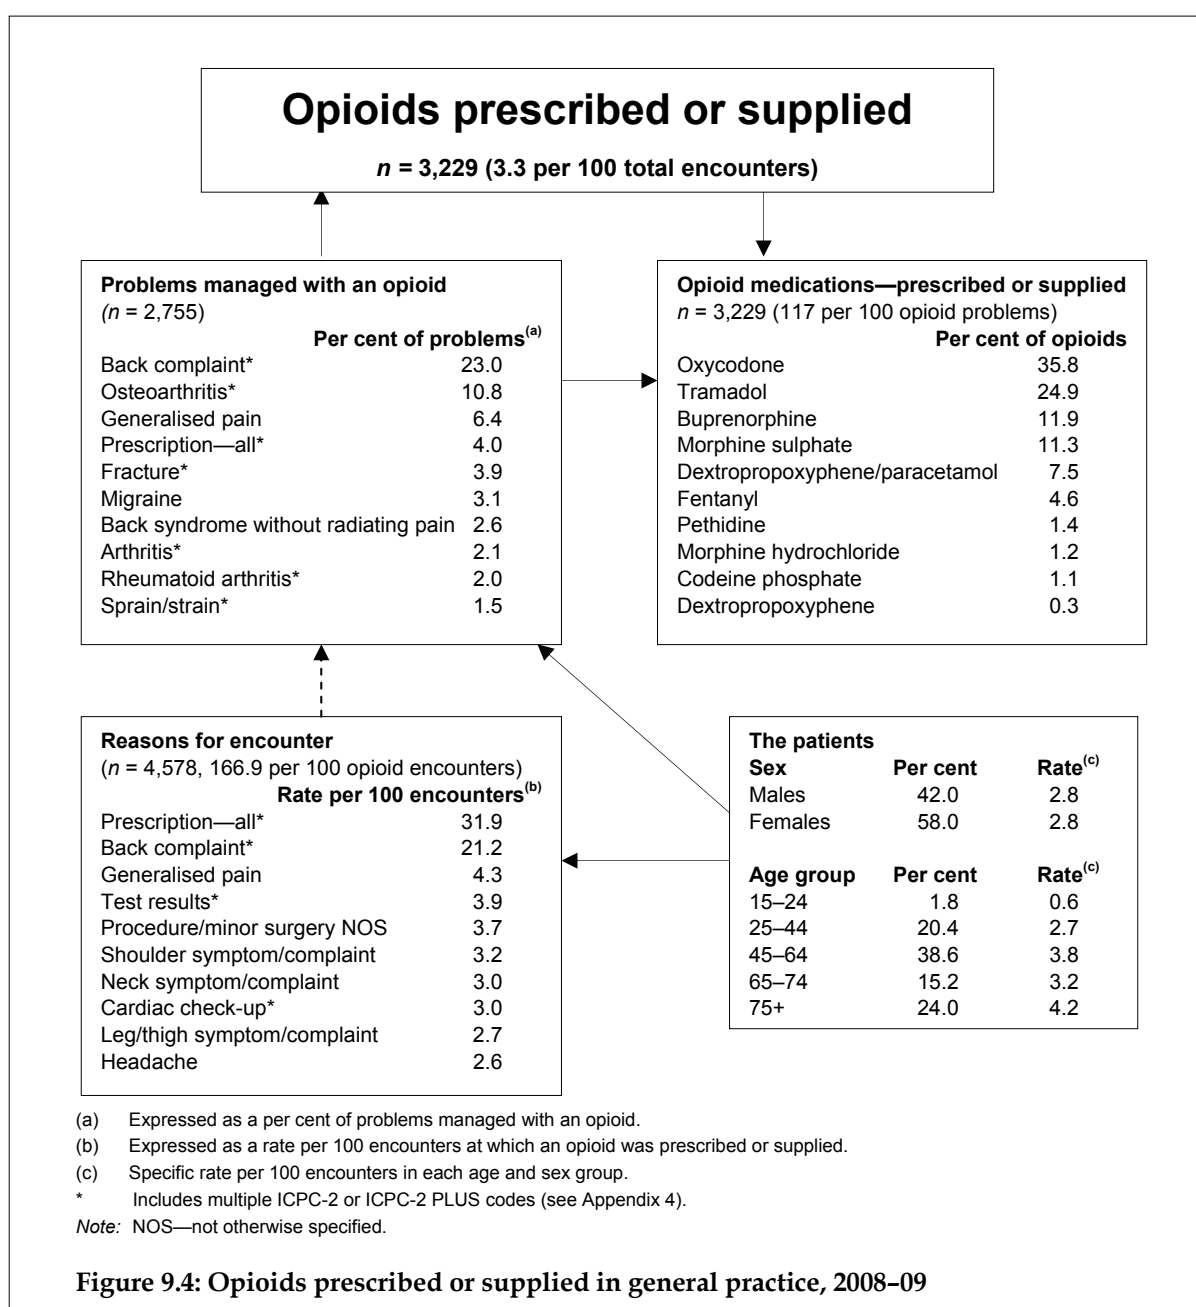 Opioids prescribed or supplied
n = 3,229 (3.3 per 100 total encounters)
Problems managed with an opioid
(n = 2,755)
Per cent of problems(a)
Back complaint* 23.0
Osteoarthritis* 10.8
Generalised pain 6.4
Prescription—all* 4.0
Fracture* 3.9
Migraine 3.1
Back syndrome without radiating pain 2.6
Arthritis* 2.1
Rheumatoid arthritis* 2.0
Sprain/strain* 1.5
Opioid medications—prescribed or supplied
n = 3,229 (117 per 100 opioid problems)
Per cent of opioids
Oxycodone 35.8
Tramadol 24.9
Buprenorphine 11.9
Morphine sulphate 11.3
Dextropropoxyphene/paracetamol 7.5
Fentanyl 4.6
Pethidine 1.4
Morphine hydrochloride 1.2
Codeine phosphate 1.1
Dextropropoxyphene 0.3
Reasons for encounter
(n = 4,578, 166.9 per 100 opioid encounters)
Rate per 100 encounters(b)
Prescription—all* 31.9
Back complaint* 21.2
Generalised pain 4.3
Test results* 3.9
Procedure/minor surgery NOS 3.7
Shoulder symptom/complaint 3.2
Neck symptom/complaint 3.0
Cardiac check-up* 3.0
Leg/thigh symptom/complaint 2.7
Headache 2.6
The patients
Sex Per cent Rate(c)
Males 42.0 2.8
Females 58.0 2.8
Age group Per cent Rate(c)
15–24 1.8 0.6
25–44 20.4 2.7
45–64 38.6 3.8
65–74 15.2 3.2
75+ 24.0 4.2
(a) Expressed as a per cent of problems managed with an opioid.
(b) Expressed as a rate per 100 encounters at which an opioid was prescribed or supplied.
(c) Specific rate per 100 encounters in each age and sex group.
* Includes multiple ICPC-2 or ICPC-2 PLUS codes (see Appendix 4).
Note: NOS—not otherwise specified.
Figure 9.4: Opioids prescribed or supplied in general practice, 2008–09